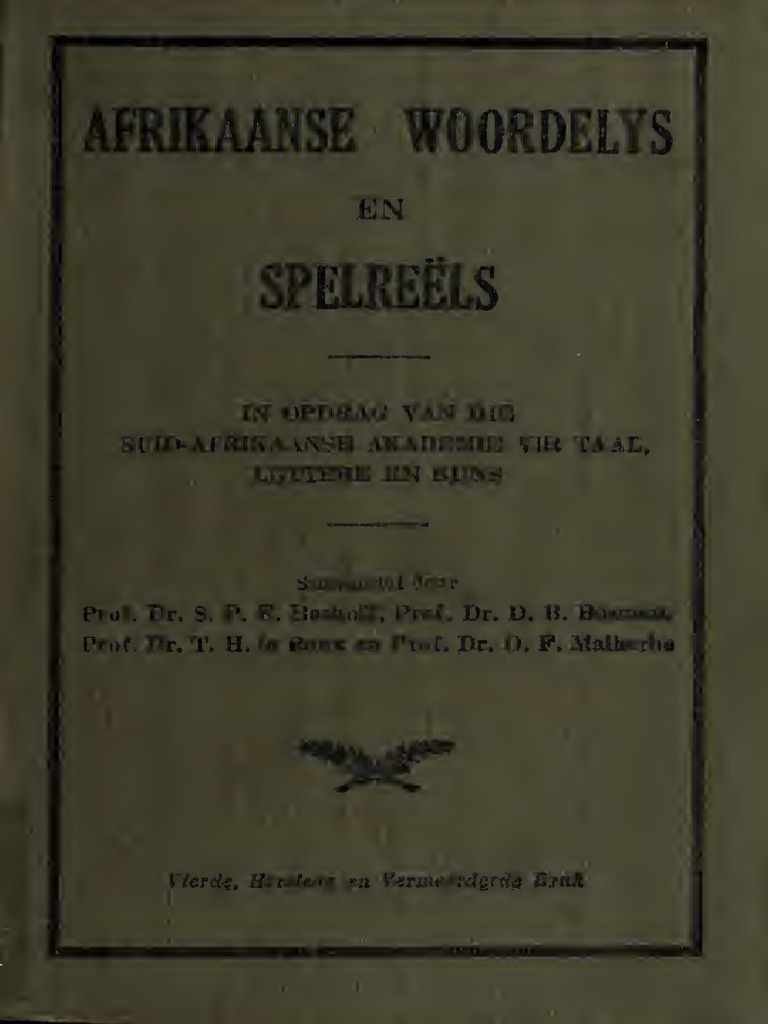 AFRIKAANSE WOORDELYS
EN
SPELREËLS
IN OPDRAG VAN DIE
SUID-AFRIKAANSE AKADEMIE VIR TAAL,
LETTERE EN KUNS
Saamgestel deur
Prof. Dr. S. P. E. Boshoff, Prof. Dr. D. B. Bosman,
Prof. Dr. T. H. le Roux en Prof. Dr. D. F. Malherbe
Vierde, Hersiene en Vermeerderde Druk